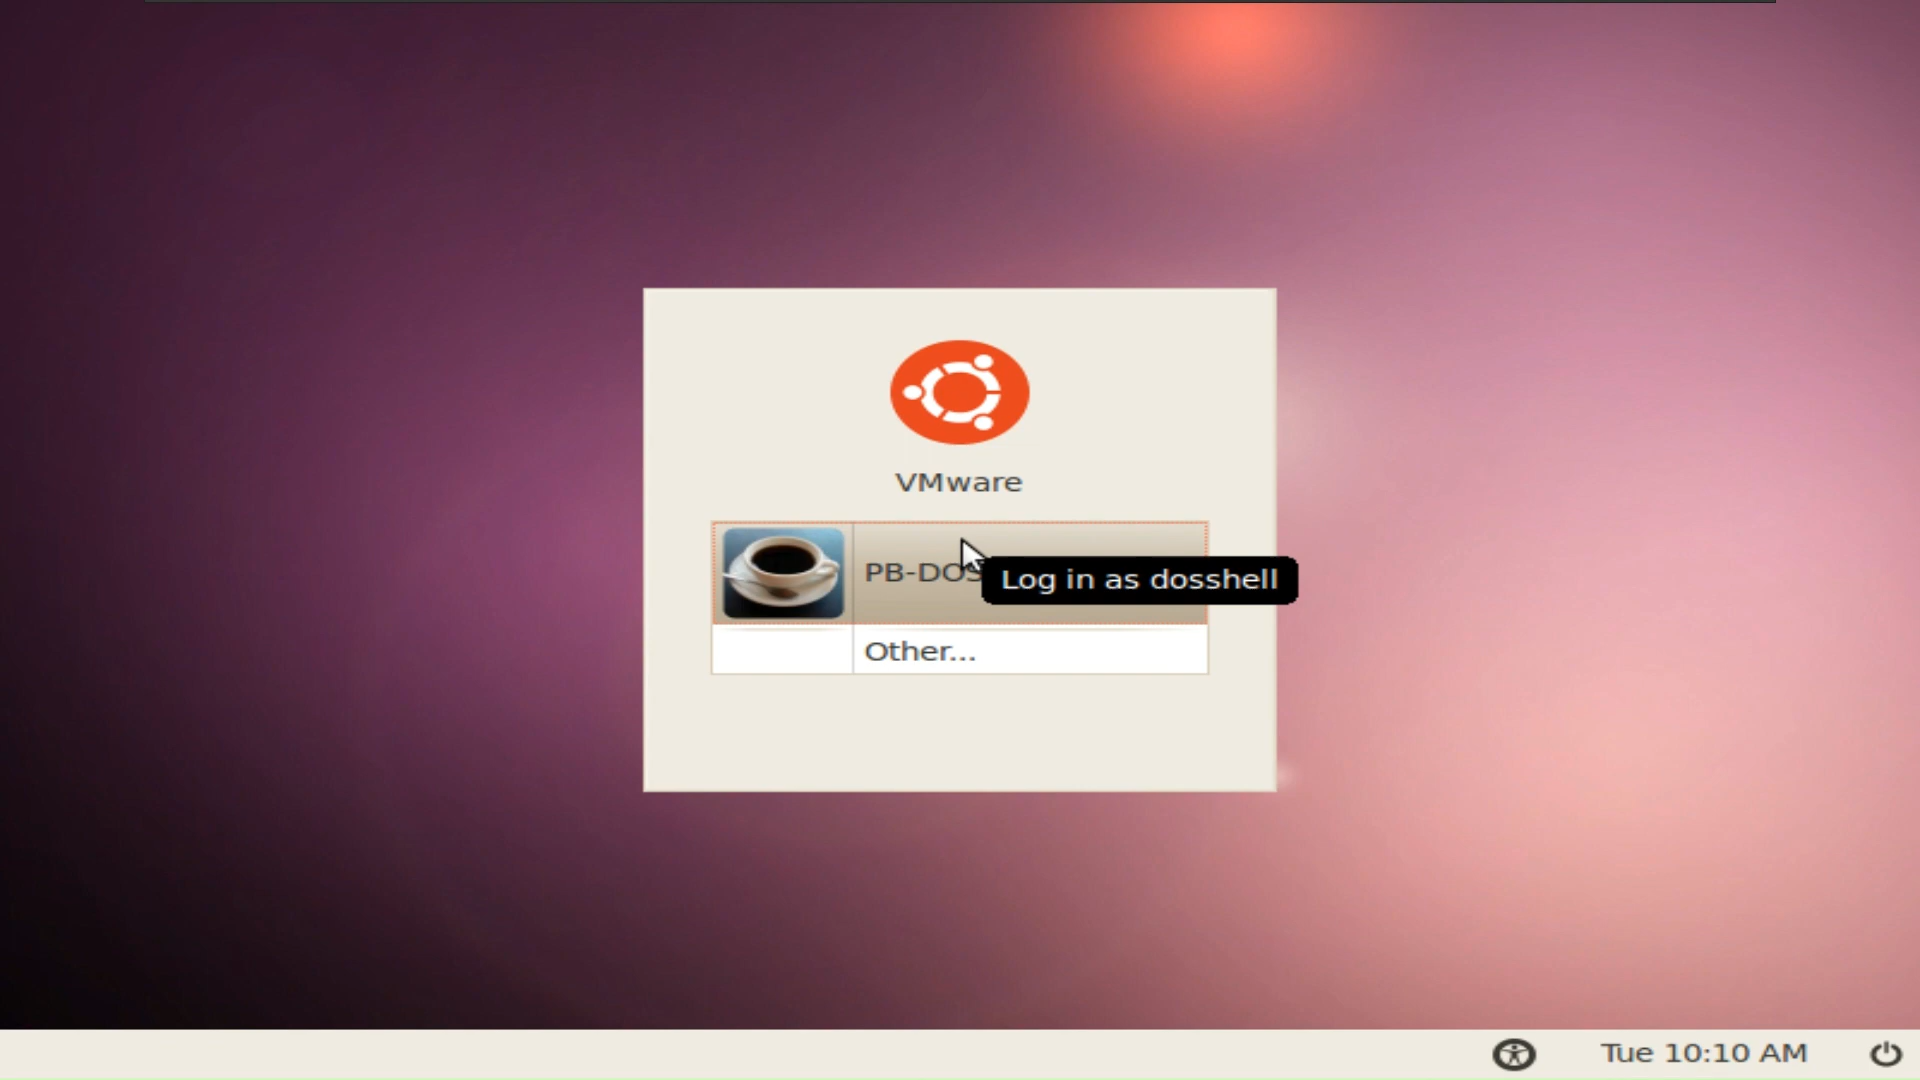 VMware
PB-DOS
Log in as dosshell
Other...
Tue 10:10 AM